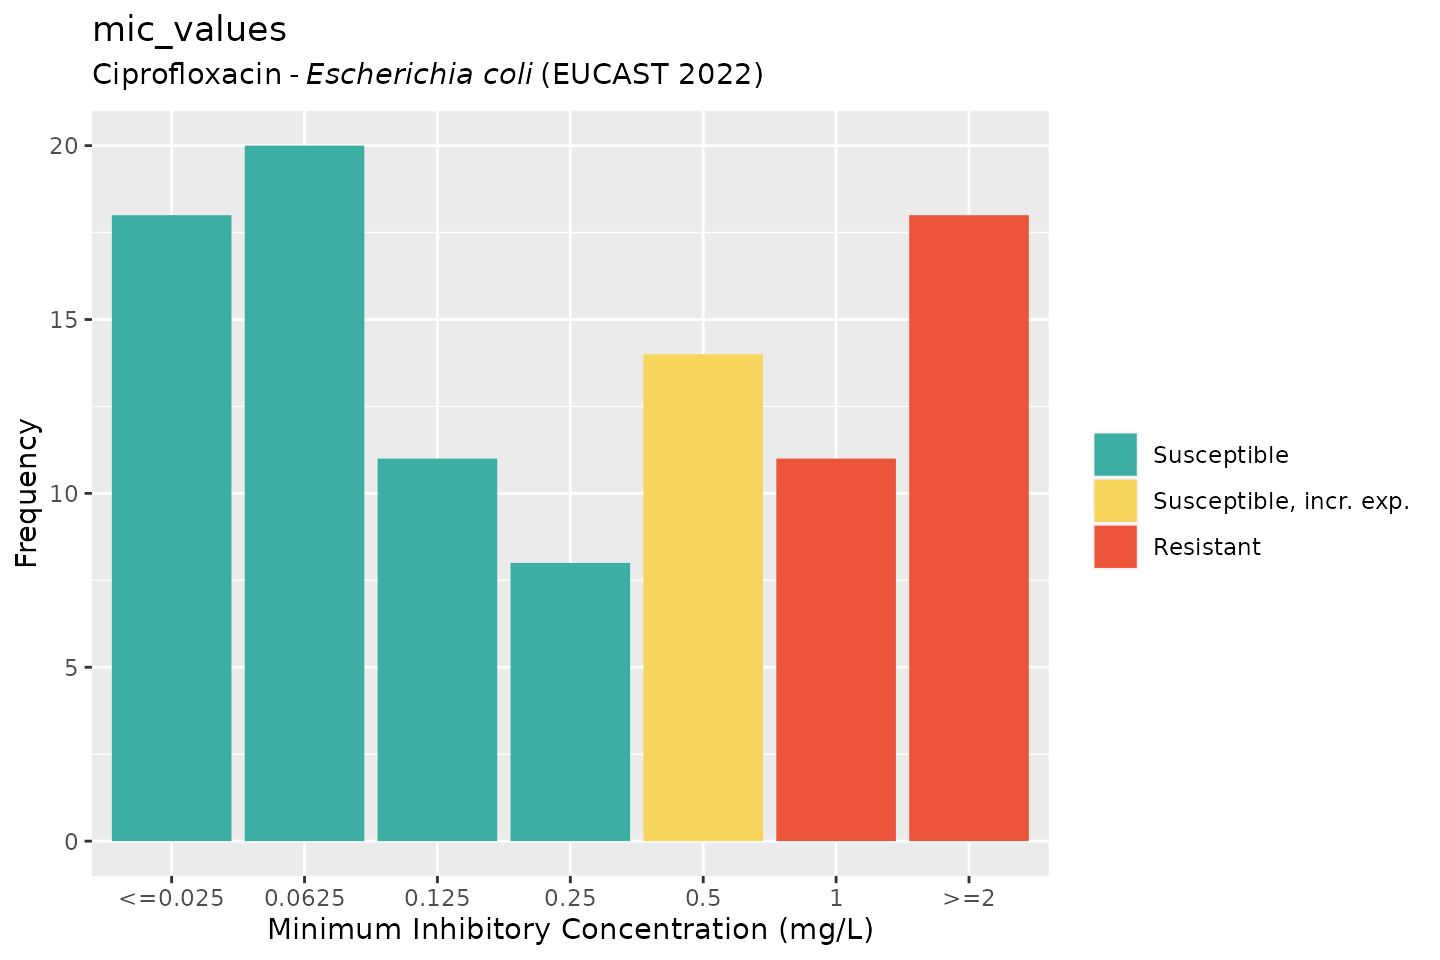 mic_values
Ciprofloxacin - Escherichia coli (EUCAST 2022)
20
15
10
5
0
Frequency
<=0.025 0.0625 0.125 0.25 0.5 1 >=2
Minimum Inhibitory Concentration (mg/L)
Susceptible
Susceptible, incr. exp.
Resistant